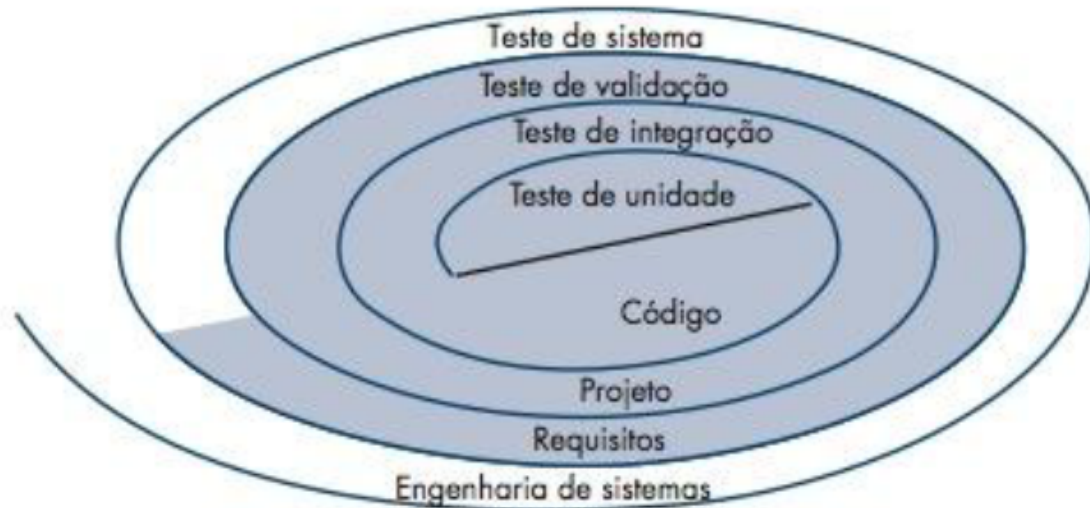 Teste de sistema
Teste de validação
Teste de integração
Teste de unidade
Código
Projeto
Requisitos
Engenharia de sistemas